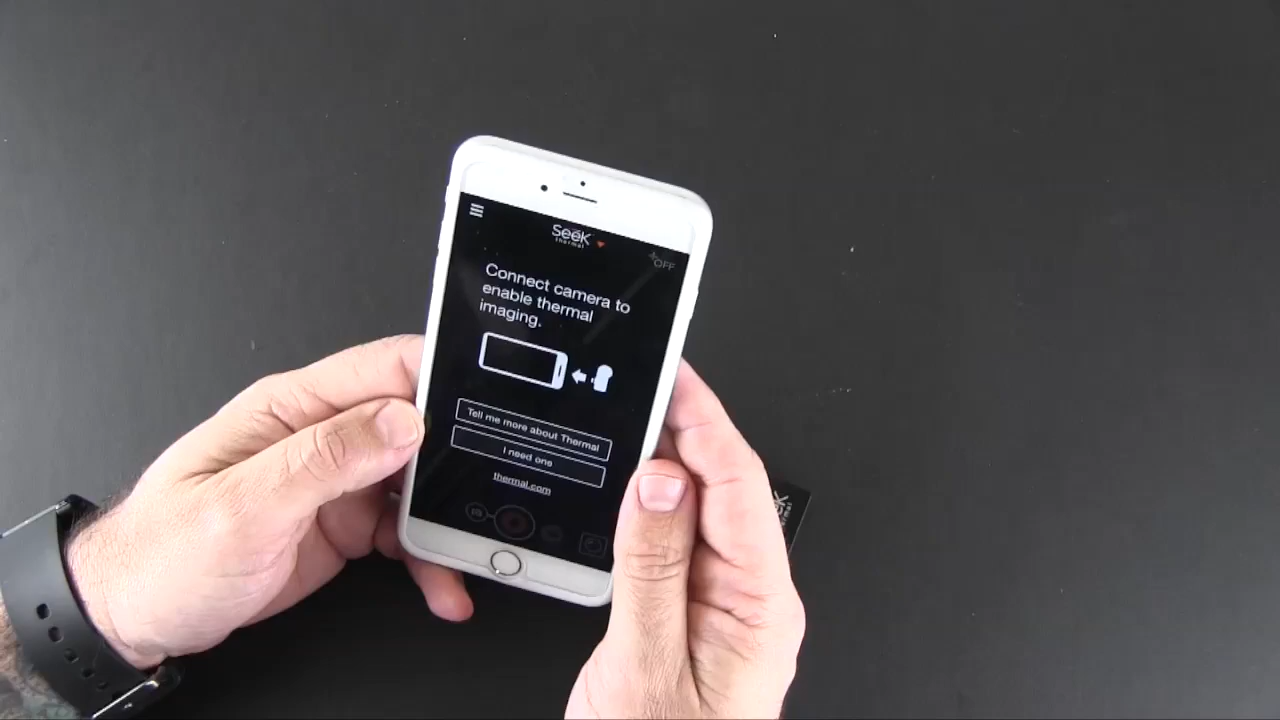 Seek
thermal
OFF
Connect camera to
enable thermal
imaging.
Tell me more about Thermal
I need one
thermal.com